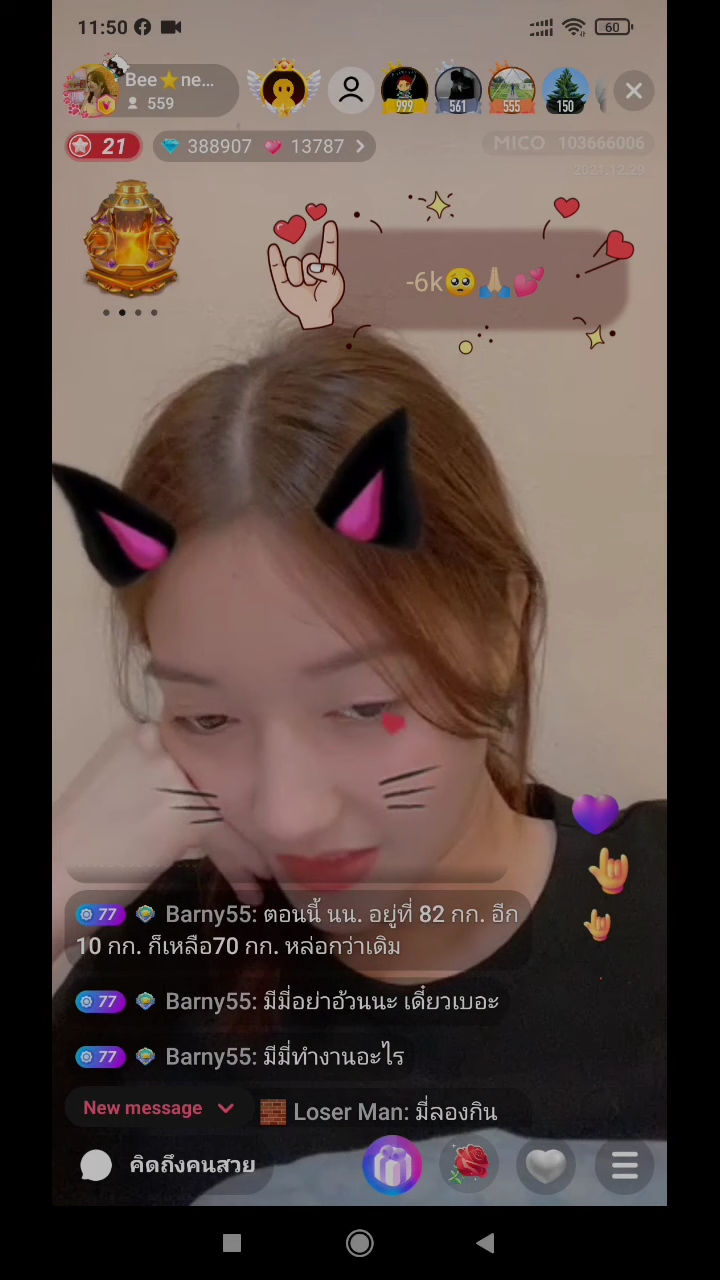 11:50
60
Bee⭐ne...
559
999
561
555
150
21
388907
13787
MICO 103666006
2021.12.29
-6k🥺🙏🏼💕
77 Barny55: ตอนนี้ นน. อยู่ที่ 82 กก. อีก
10 กก. ก็เหลือ70 กก. หล่อกว่าเดิม
77 Barny55: มีมี่อย่าอ้วนนะ เดี๋ยวเบอะ
77 Barny55: มีมี่ทำงานอะไร
New message
🧱 Loser Man: มี่ลองกิน
คิดถึงคนสวย